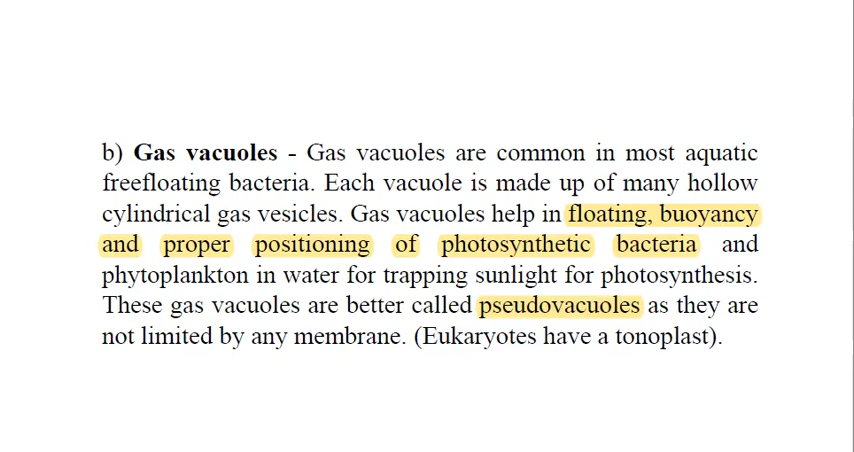 b) Gas vacuoles - Gas vacuoles are common in most aquatic
freefloating bacteria. Each vacuole is made up of many hollow
cylindrical gas vesicles. Gas vacuoles help in floating, buoyancy
and proper positioning of photosynthetic bacteria and
phytoplankton in water for trapping sunlight for photosynthesis.
These gas vacuoles are better called pseudovacuoles as they are
not limited by any membrane. (Eukaryotes have a tonoplast).